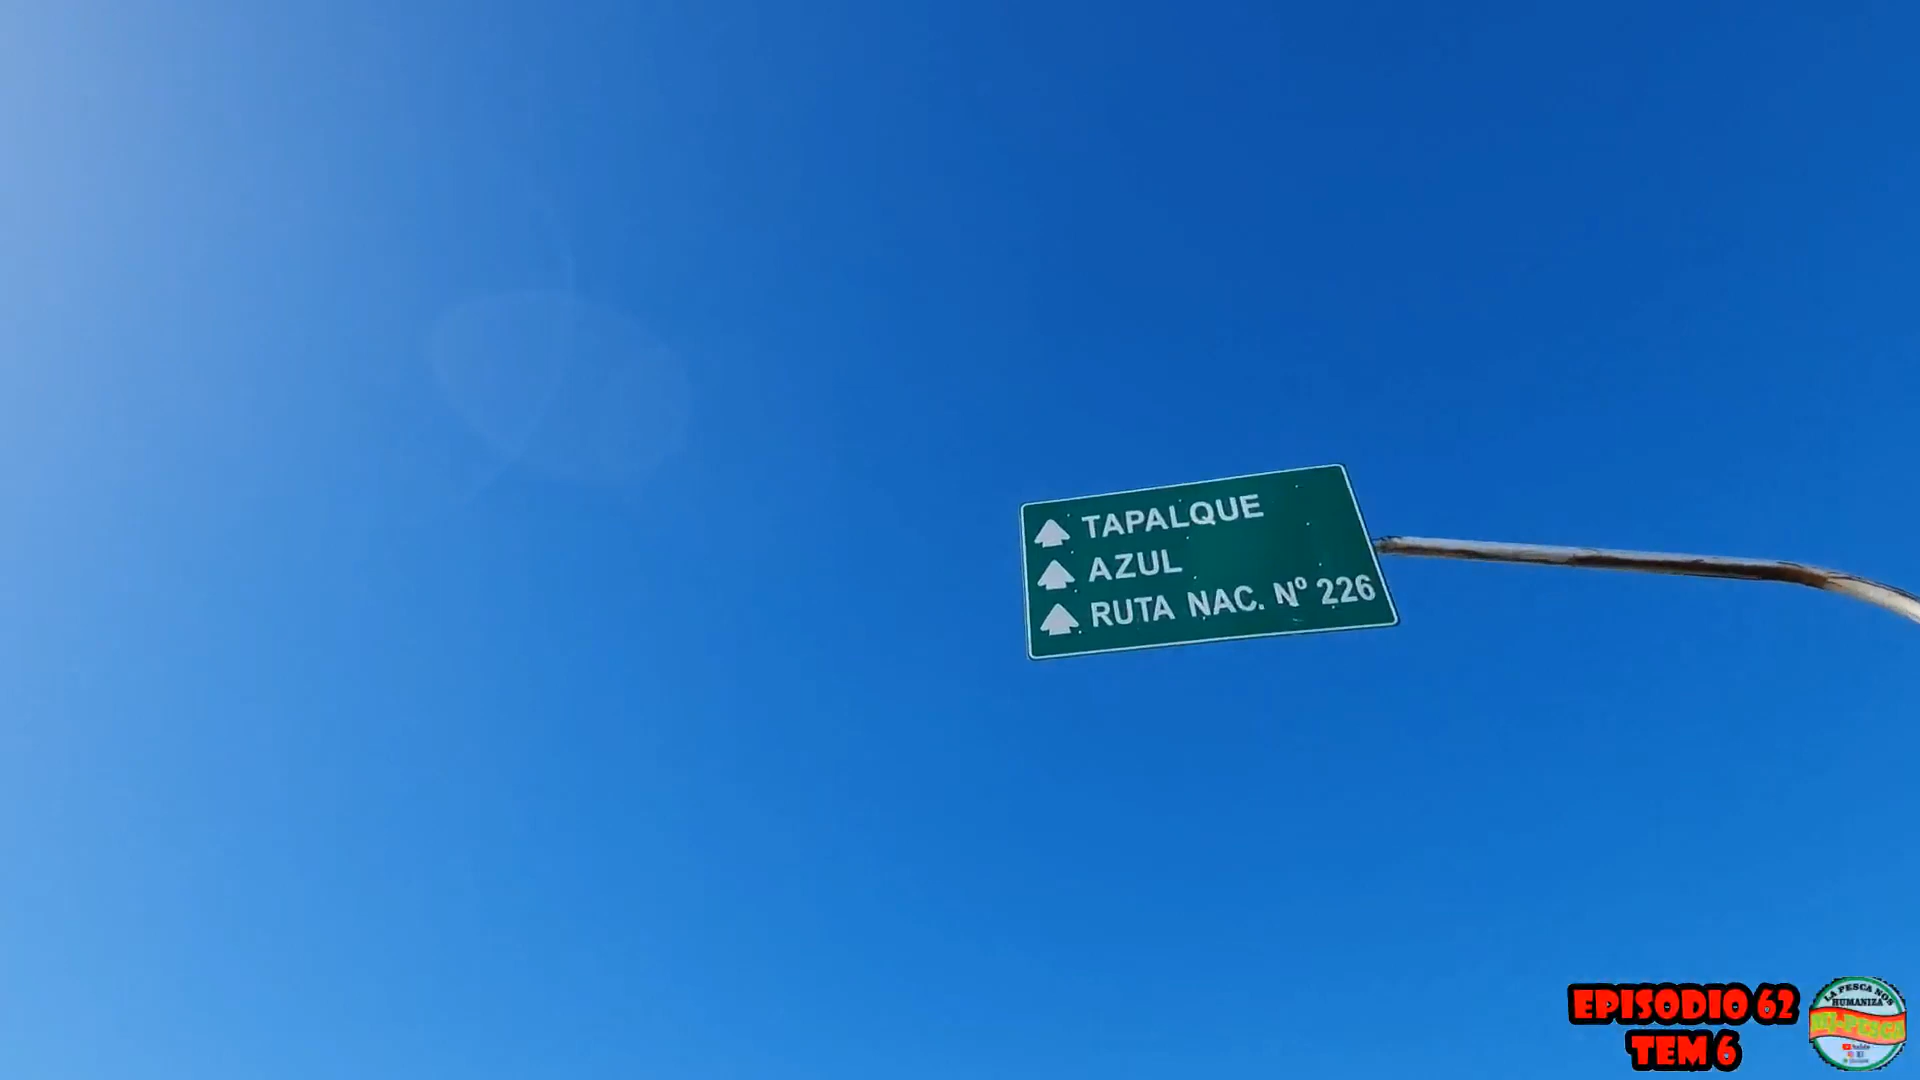 TAPALQUE
AZUL
RUTA NAC. Nº 226
EPISODIO 62
TEM 6
LA PESCA NOS
HUMANIZA